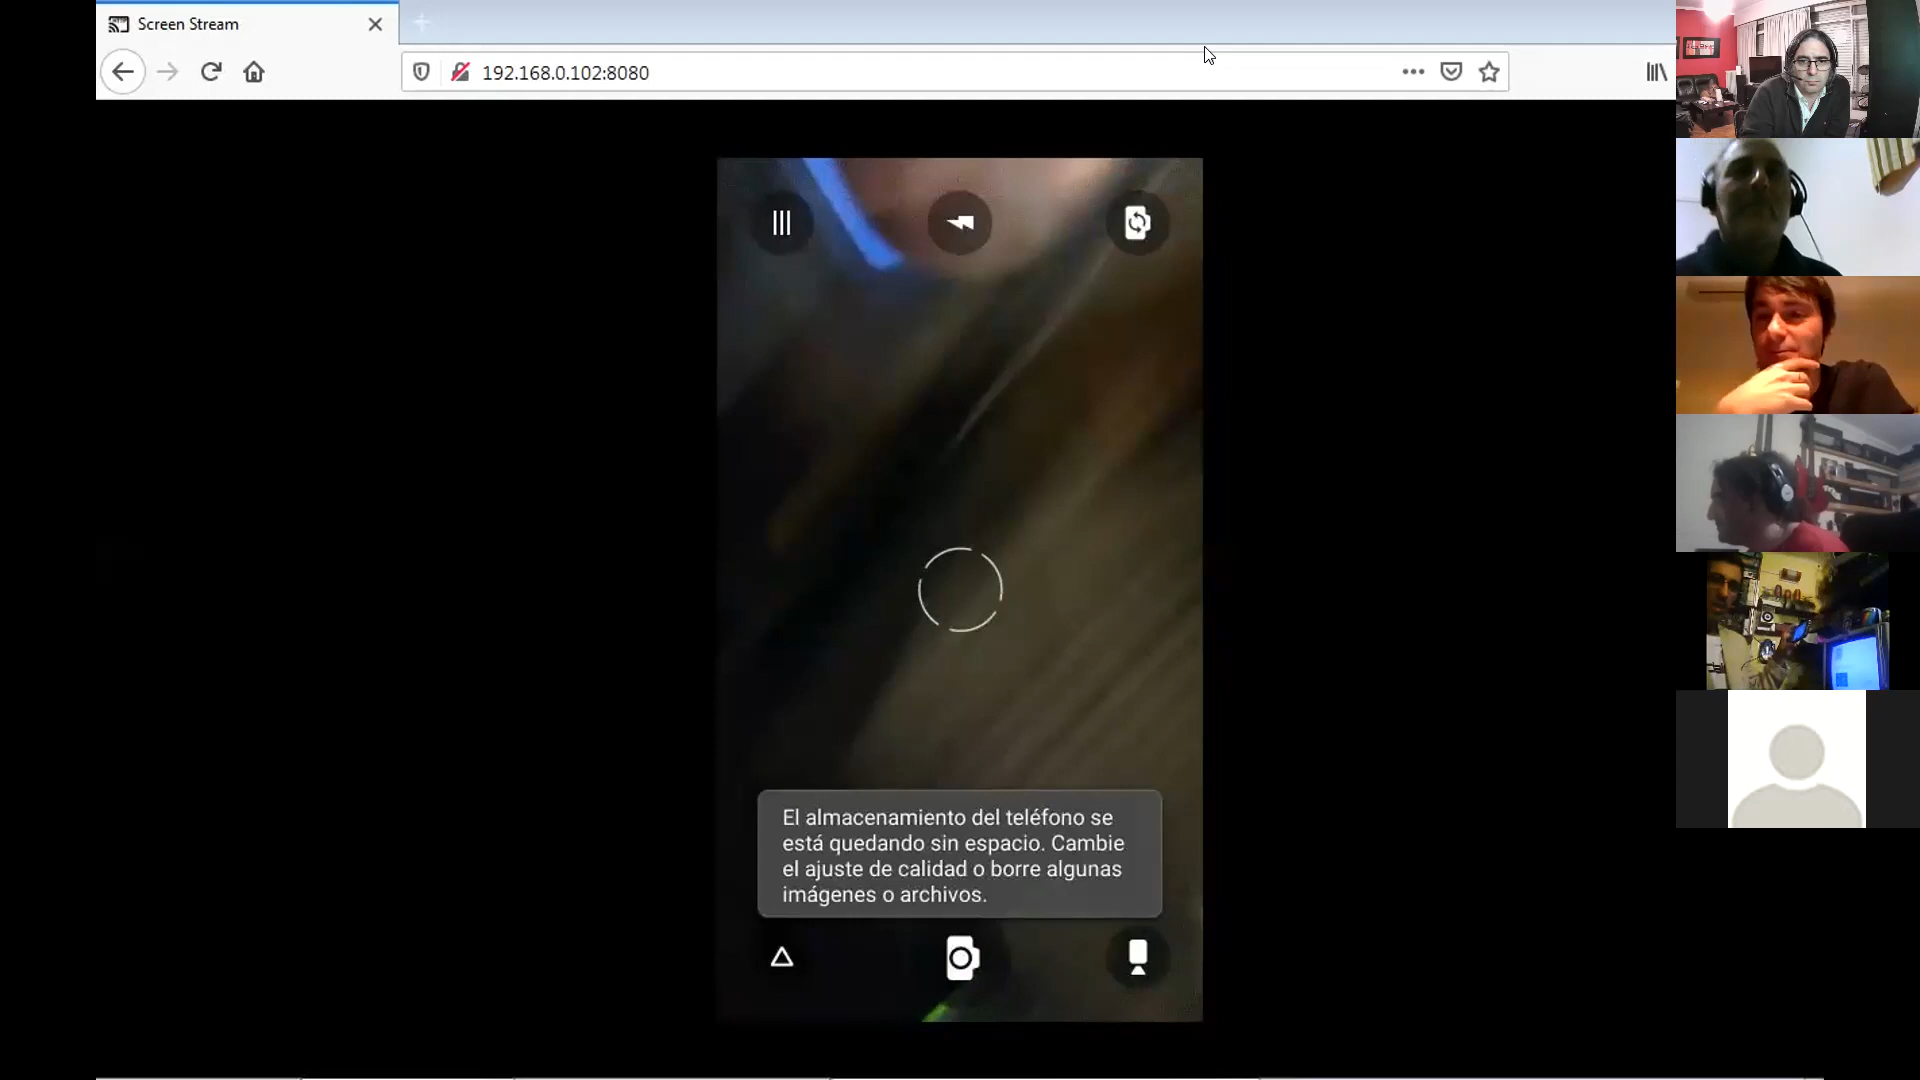 Screen Stream
192.168.0.102:8080
El almacenamiento del teléfono se
está quedando sin espacio. Cambie
el ajuste de calidad o borre algunas
imágenes o archivos.